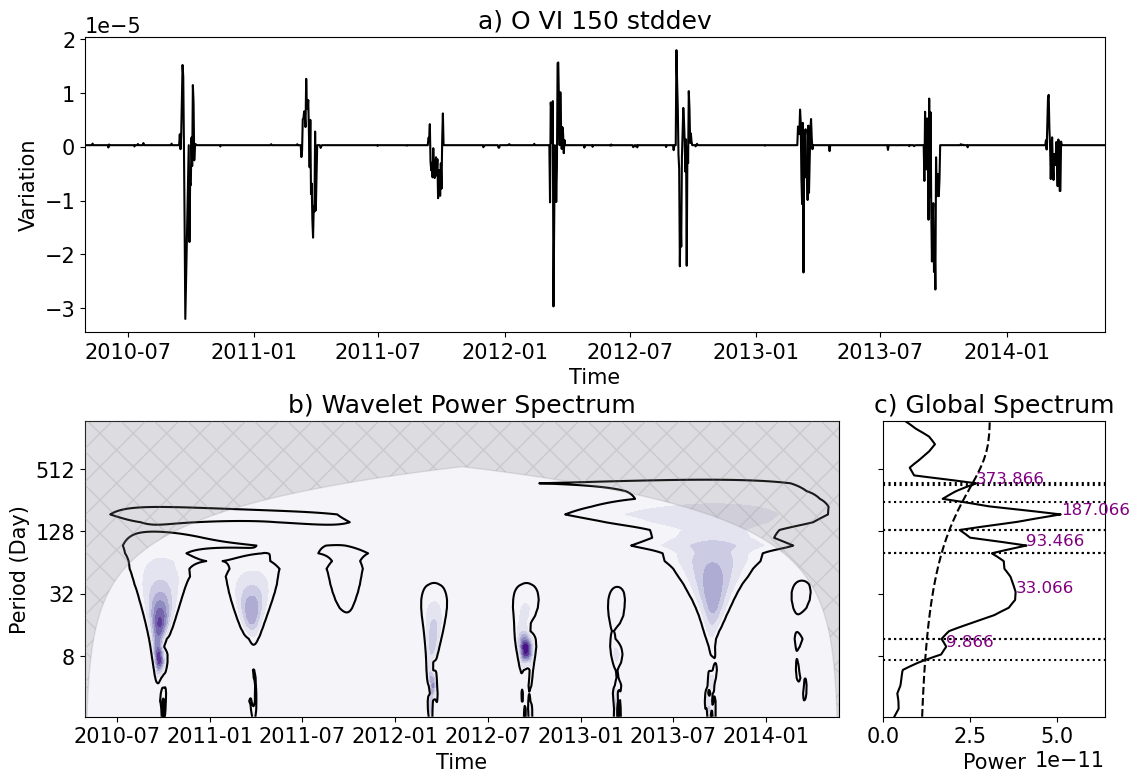 a) O VI 150 stddev
1e−5
2
1
0
−1
−2
−3
Variation
2010-07 2011-01 2011-07 2012-01 2012-07 2013-01 2013-07 2014-01
Time
b) Wavelet Power Spectrum
512
128
32
8
Period (Day)
2010-07 2011-01 2011-07 2012-01 2012-07 2013-01 2013-07 2014-01
Time
c) Global Spectrum
373.866
187.066
93.466
33.066
9.866
0.0 2.5 5.0
Power 1e−11